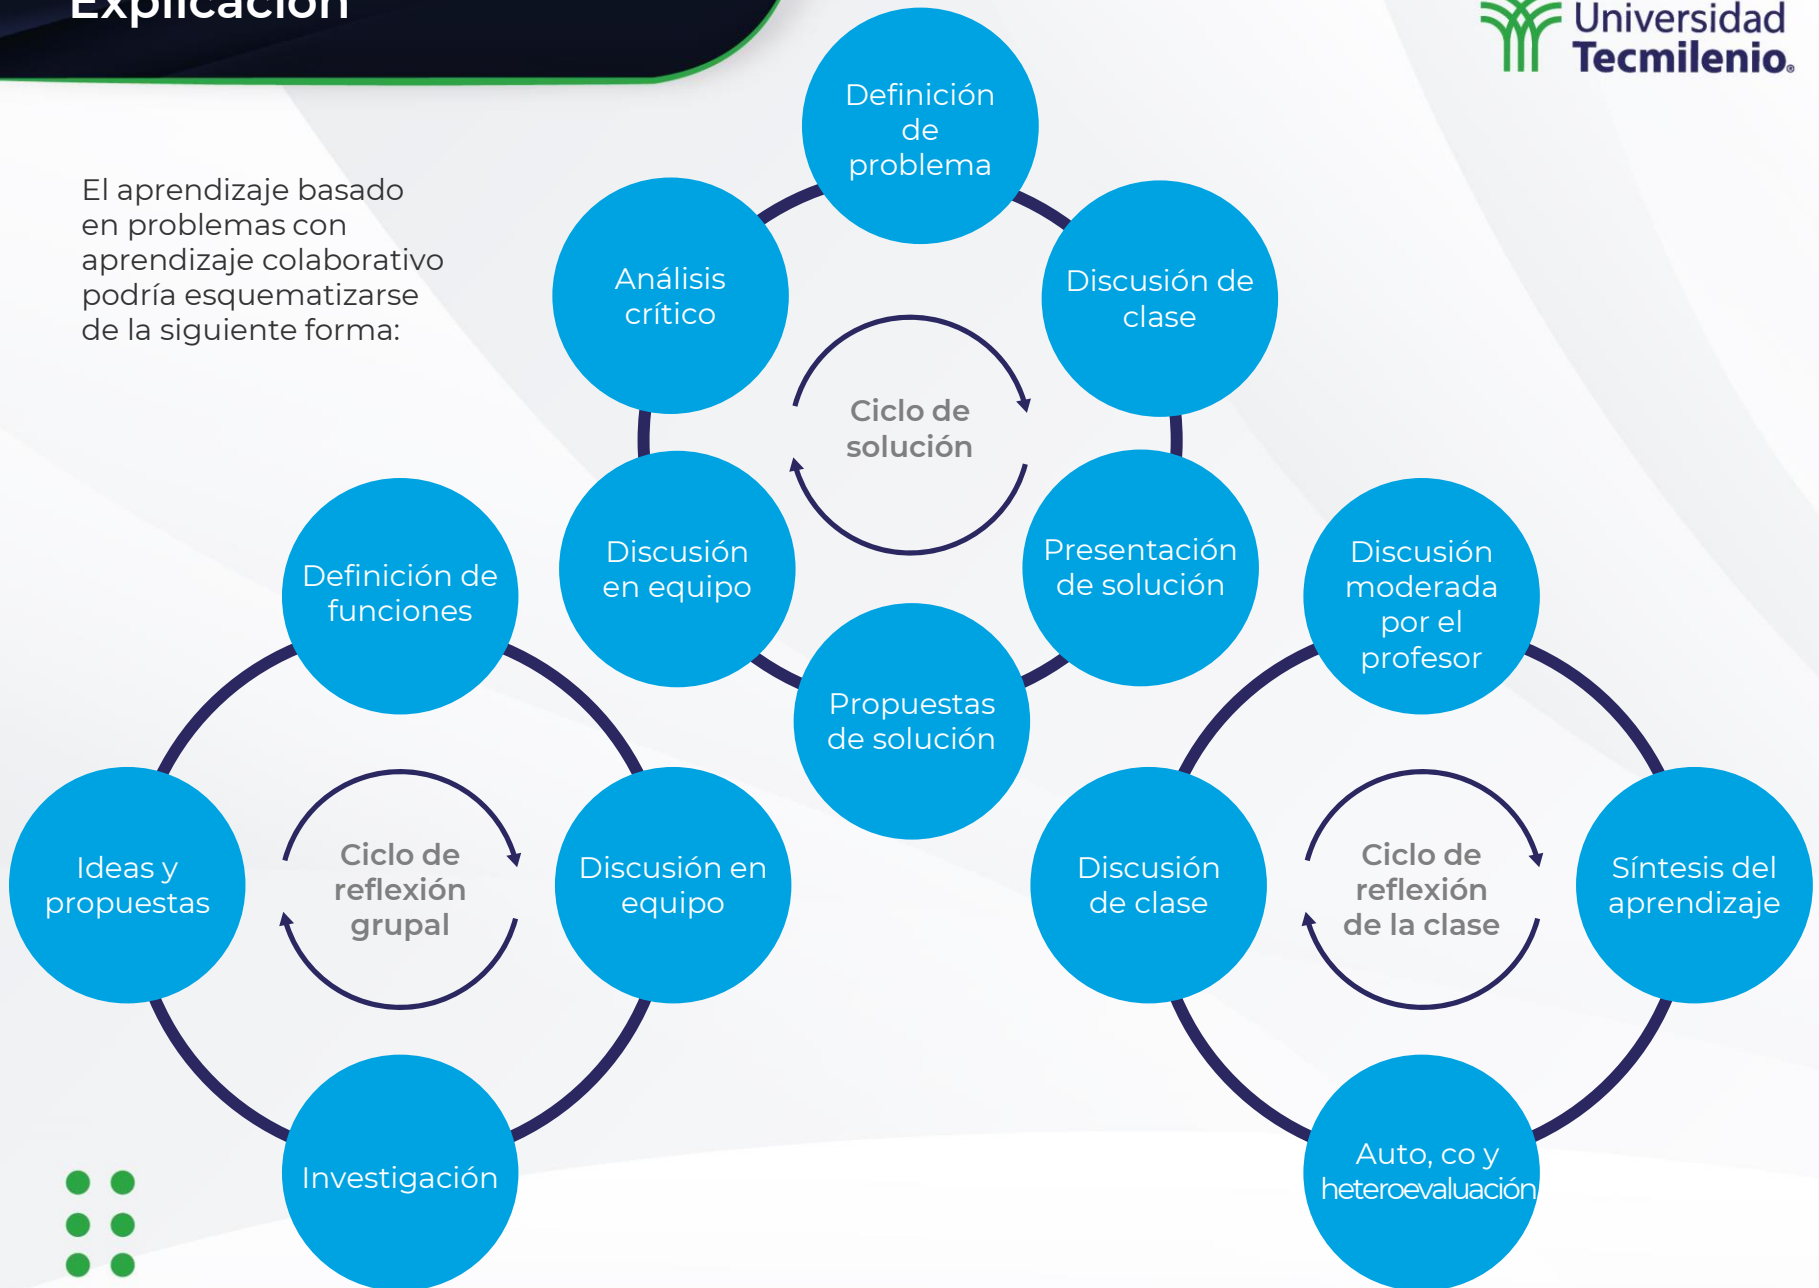 Explicación
Universidad
Tecmilenio®
El aprendizaje basado
en problemas con
aprendizaje colaborativo
podría esquematizarse
de la siguiente forma:
Definición
de
problema
Discusión de
clase
Presentación
de solución
Propuestas
de solución
Discusión
en equipo
Análisis
crítico
Ciclo de
solución
Definición de
funciones
Discusión en
equipo
Investigación
Ideas y
propuestas
Ciclo de
reflexión
grupal
Discusión
moderada
por el
profesor
Síntesis del
aprendizaje
Auto, co y
heteroevaluación
Discusión
de clase
Ciclo de
reflexión
de la clase